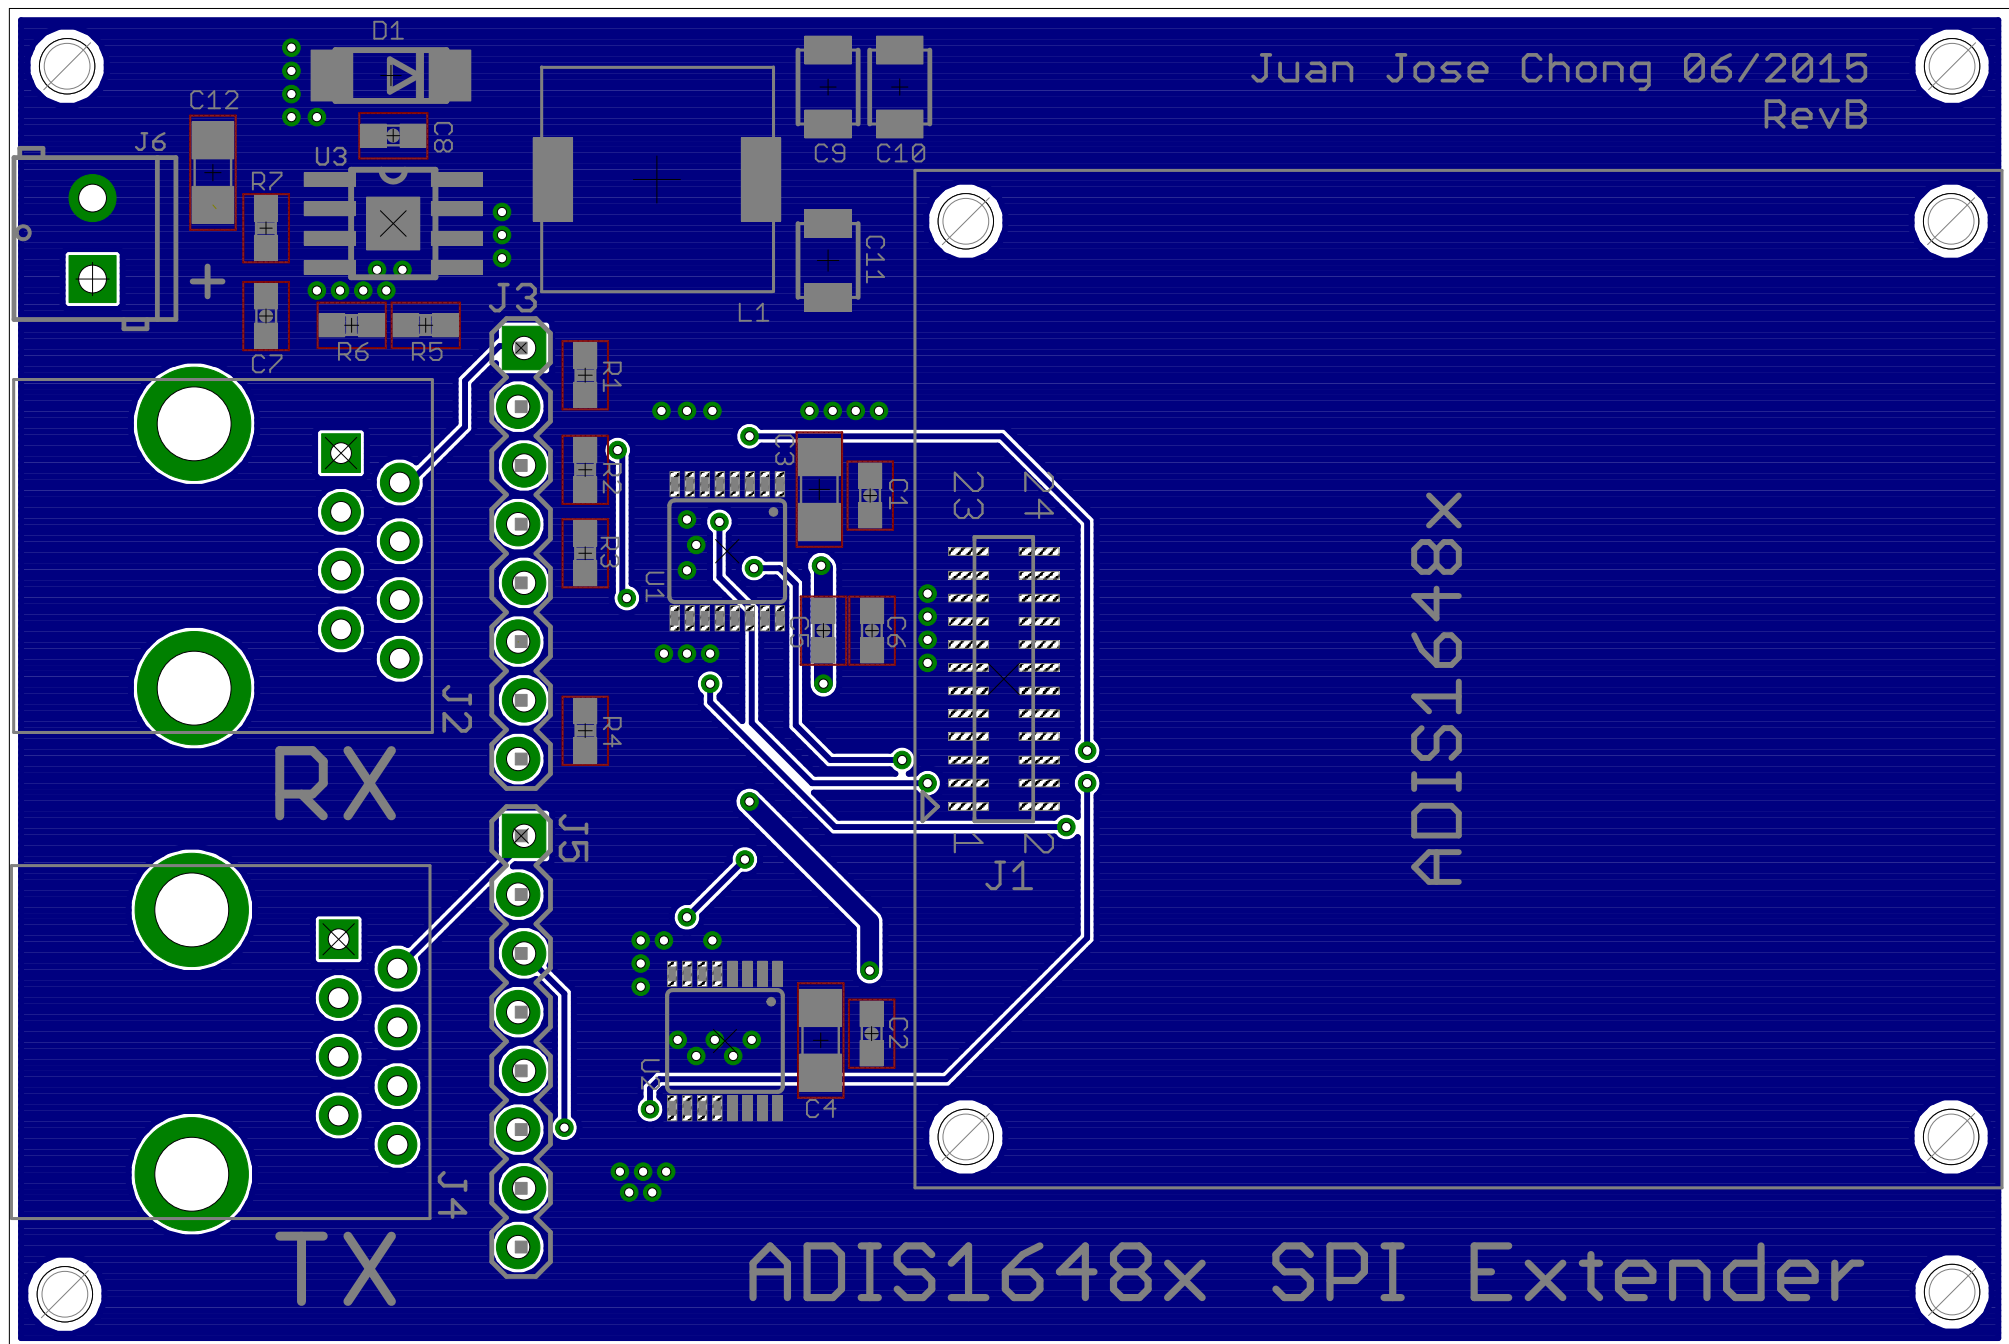 D1
Juan Jose Chong 06/2015
RevB
C12
J6
C8
U3
C9
C10
R7
C11
+
J3
L1
C7
R6
R5
R1
C3
R2
C1
23
24
R3
U1
C5
C6
ADIS1648x
J2
R4
RX
J5
1
2
J1
C2
U2
C4
J4
TX
ADIS1648x SPI Extender